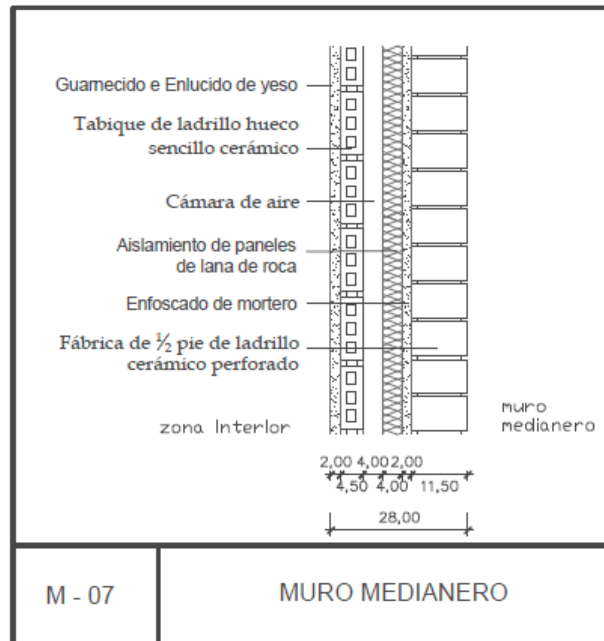 Guarnecido e Enlucido de yeso
Tabique de ladrillo hueco
sencillo cerámico
Cámara de aire
Aislamiento de paneles
de lana de roca
Enfoscado de mortero
Fábrica de ½ pie de ladrillo
cerámico perforado
zona Interior
muro
medianero
2,00 4,00 2,00
4,50 4,00 11,50
28,00
M - 07
MURO MEDIANERO